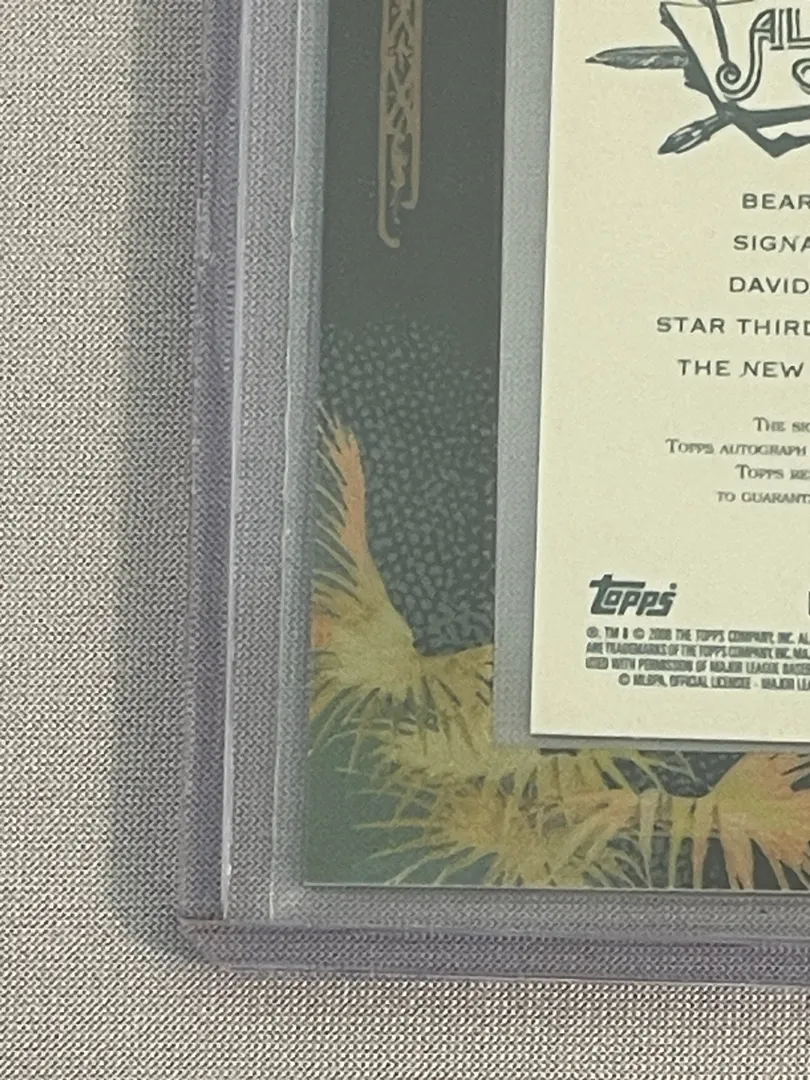 BEAR
SIGNA
DAVID
STAR THIRD
THE NEW
THE SI
TOPPS AUTOGRAPH
TOPPS RE
TO GUARANT
Topps
®, TM & © 2008 THE TOPPS COMPANY, INC. AL
ARE TRADEMARKS OF THE TOPPS COMPANY, INC. MAJ
USED WITH PERMISSION OF MAJOR LEAGUE BASEB
© MLBPA, OFFICIAL LICENSEE - MAJOR LEA